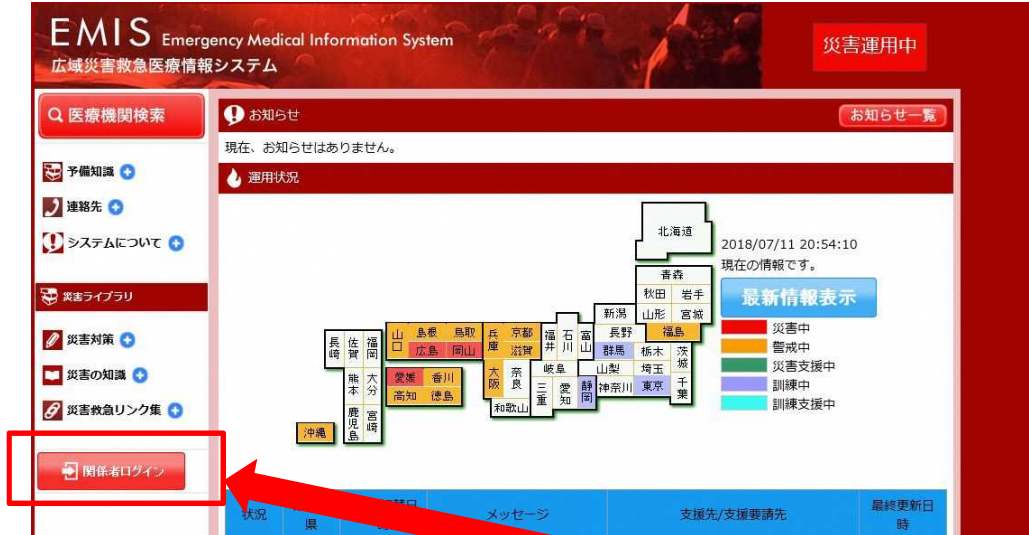 EMIS Emergency Medical Information System
広域災害救急医療情報システム
災害運用中
医療機関検索
予備知識
連絡先
システムについて
災害ライブラリ
災害対策
災害の知識
災害救急リンク集
関係者ログイン
お知らせ
お知らせ一覧
現在、お知らせはありません。
運用状況
北海道
青森
秋田 岩手
山形 宮城
新潟
福島
長野
群馬 栃木
茨城
山梨 埼玉
神奈川 東京
千葉
富山
石川
福井
岐阜
静岡
愛知
三重
京都
滋賀
兵庫
大阪
奈良
和歌山
島根 鳥取
山口
広島 岡山
愛媛 香川
高知 徳島
福岡
佐賀
長崎
熊本
大分
鹿児島
宮崎
沖縄
2018/07/11 20:54:10
現在の情報です。
最新情報表示
災害中
警戒中
災害支援中
訓練中
訓練支援中
状況
県
メッセージ
支援先/支援要請先
最終更新日
時